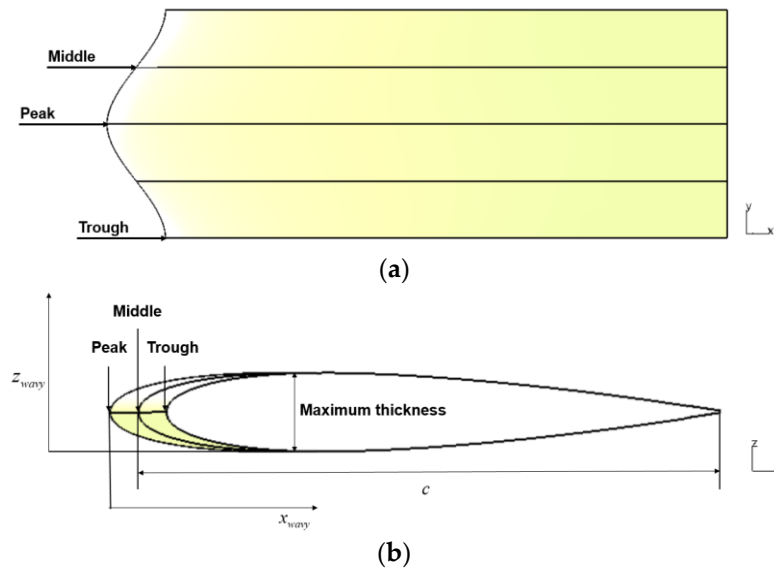 Middle
Peak
Trough
y
x
(a)
Middle
Peak Trough
z_wavy
Maximum thickness
z
c
x_wavy
(b)